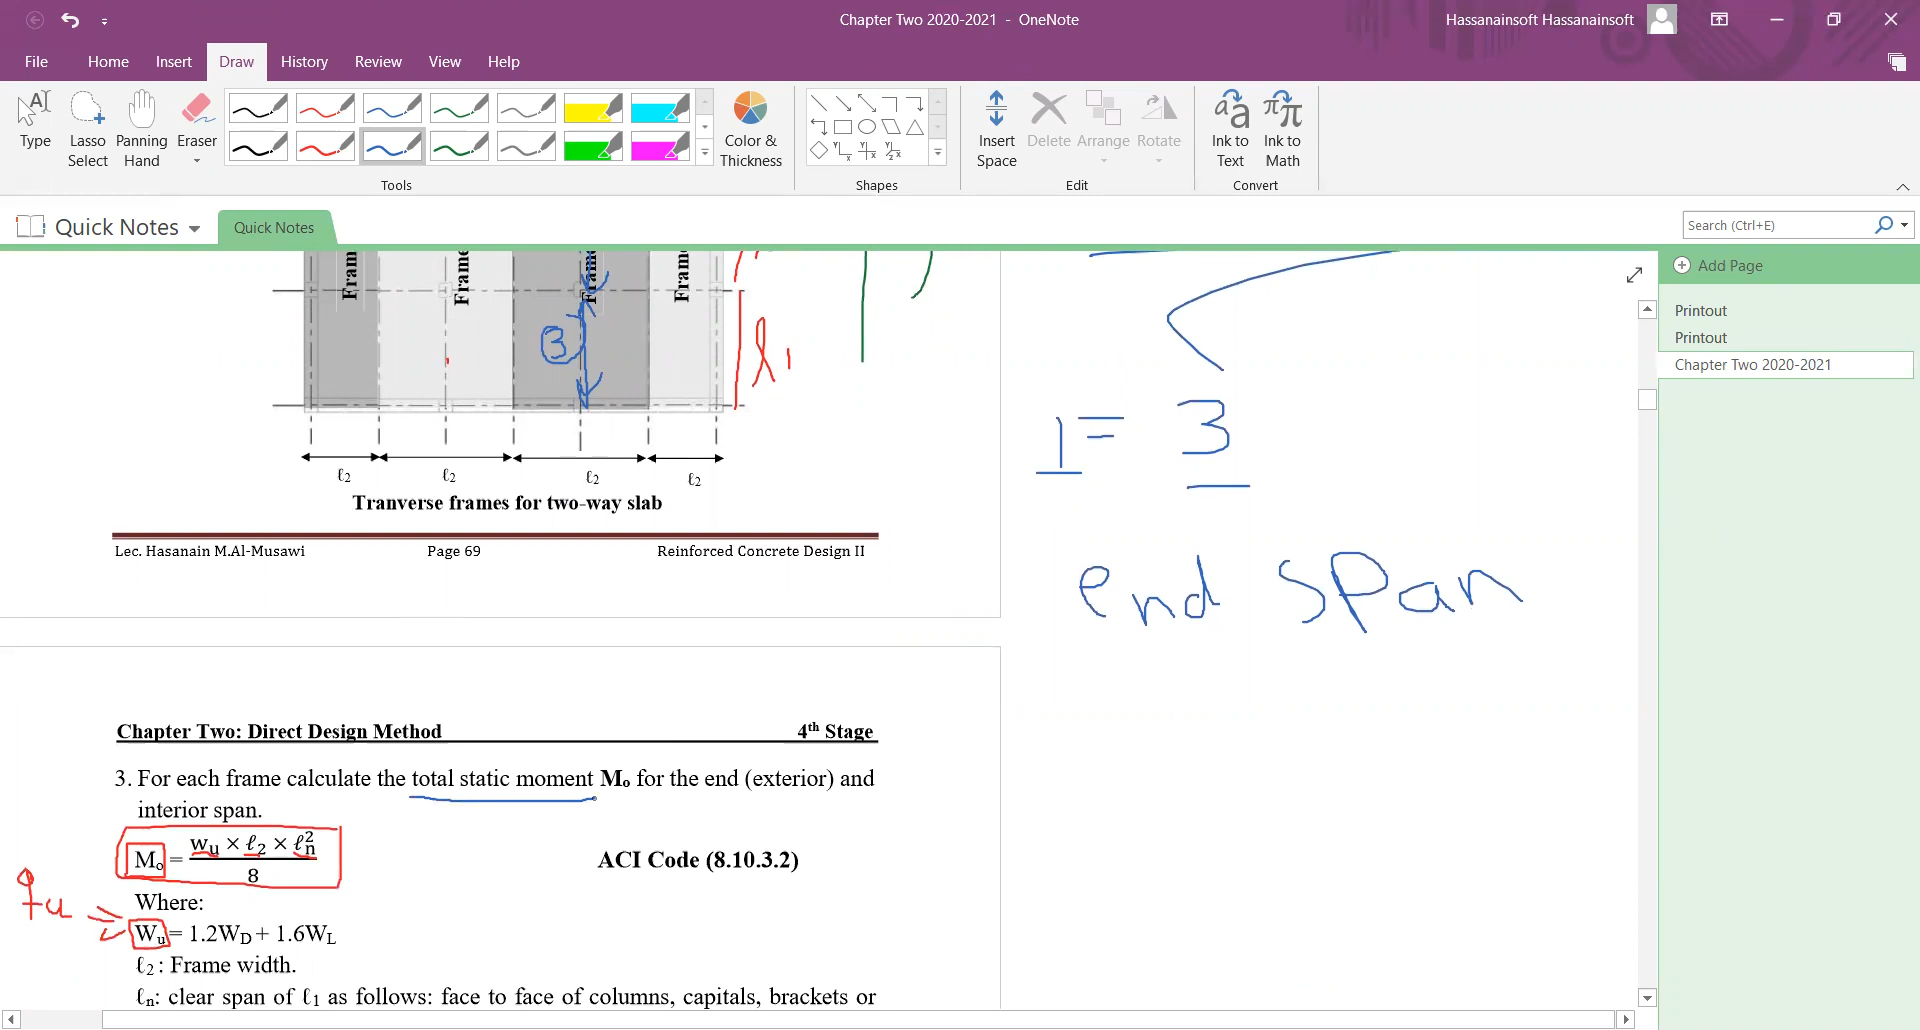 Chapter Two 2020-2021 - OneNote
Hassanainsoft Hassanainsoft
File Home Insert Draw History Review View Help
Type
Lasso Select
Panning Hand
Eraser
Color & Thickness
Insert Space
Delete
Arrange
Rotate
Ink to Text
Ink to Math
Tools
Shapes
Edit
Convert
Quick Notes
Quick Notes
Search (Ctrl+E)
Add Page
Printout
Printout
Chapter Two 2020-2021
Fram
Frame
Frame
Frame
3
ℓ1
ℓ2 ℓ2 ℓ2 ℓ2
Tranverse frames for two-way slab
Lec. Hasanain M.Al-Musawi Page 69 Reinforced Concrete Design II
1 = 3
end span
Chapter Two: Direct Design Method 4th Stage
3. For each frame calculate the total static moment Mo for the end (exterior) and
interior span.
Mo = (wu × ℓ2 × ℓn²) / 8
ACI Code (8.10.3.2)
Where:
qu
Wu = 1.2WD + 1.6WL
ℓ2 : Frame width.
ℓn: clear span of ℓ1 as follows: face to face of columns, capitals, brackets or